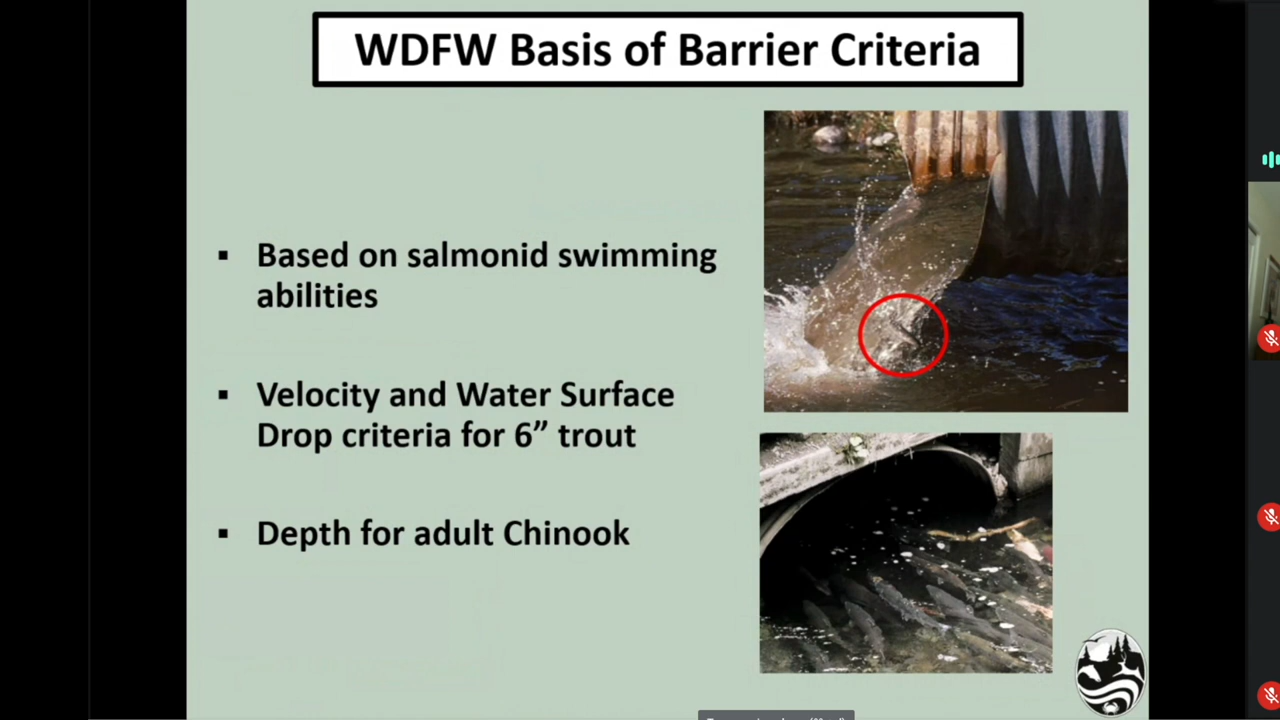 WDFW Basis of Barrier Criteria
▪ Based on salmonid swimming
abilities
▪ Velocity and Water Surface
Drop criteria for 6” trout
▪ Depth for adult Chinook